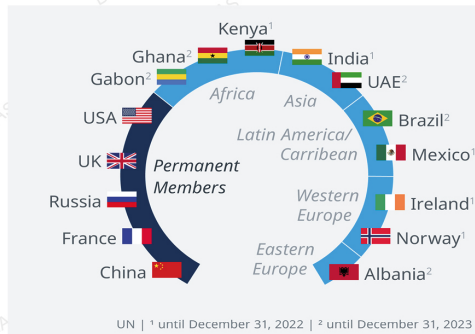 Kenya¹
Ghana²
India¹
Gabon²
UAE²
Africa
Asia
USA
Brazil²
Latin America/
Carribean
Mexico¹
UK
Permanent
Members
Western
Europe
Russia
Ireland¹
France
Norway¹
Eastern
Europe
China
Albania²
UN | ¹ until December 31, 2022 | ² until December 31, 2023